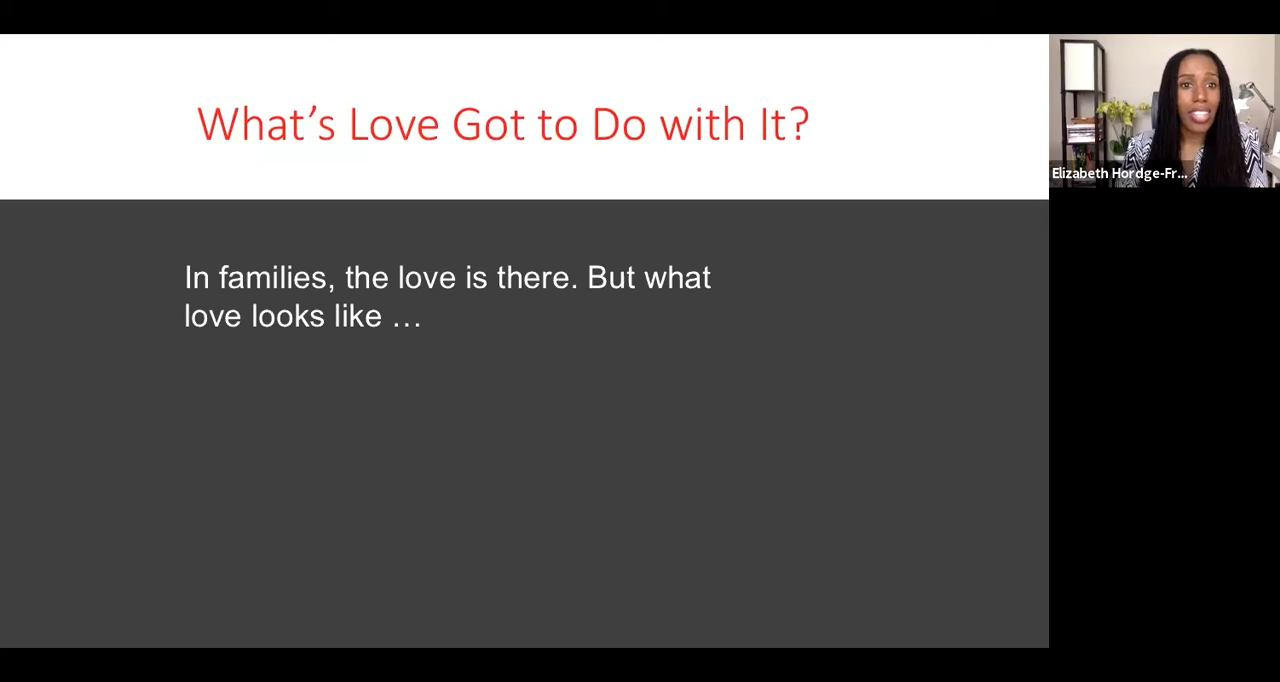 What’s Love Got to Do with It?
Elizabeth Hordge-Fr...
In families, the love is there. But what
love looks like …